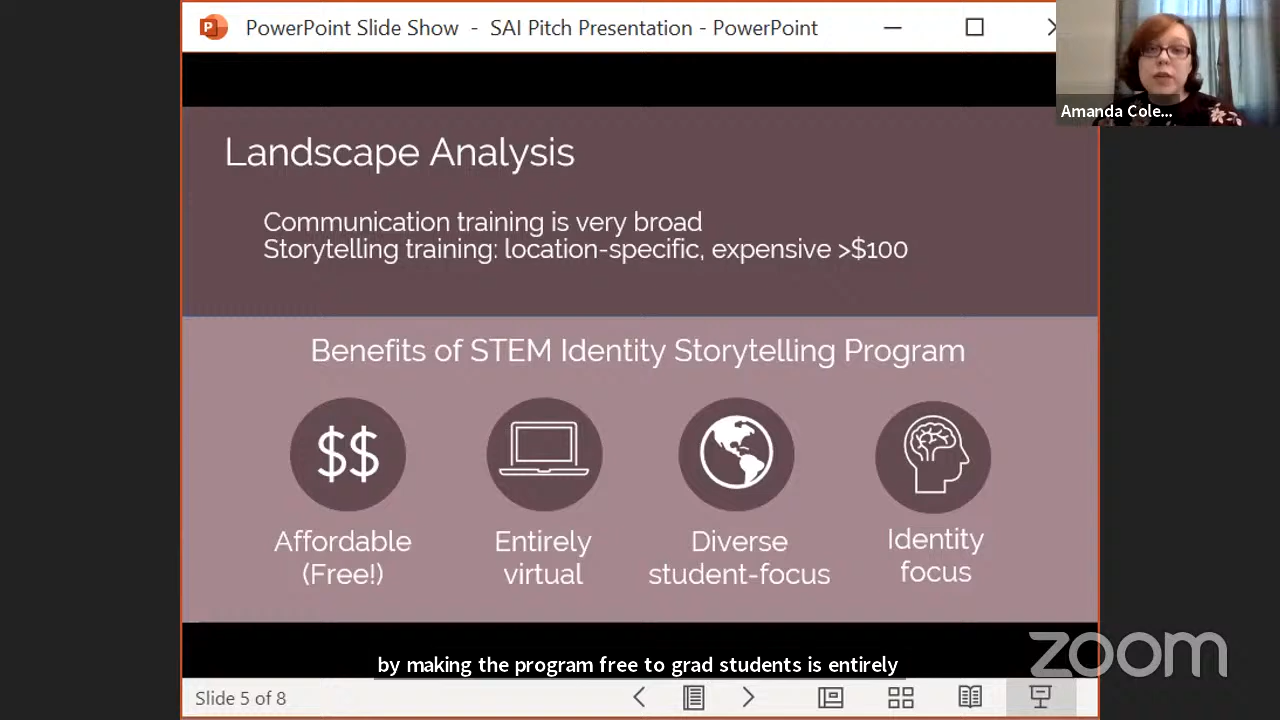 PowerPoint Slide Show - SAI Pitch Presentation - PowerPoint
Amanda Cole...
Landscape Analysis
Communication training is very broad
Storytelling training: location-specific, expensive >$100
Benefits of STEM Identity Storytelling Program
$$
Affordable
(Free!)
Entirely
virtual
Diverse
student-focus
Identity
focus
by making the program free to grad students is entirely
zoom
Slide 5 of 8